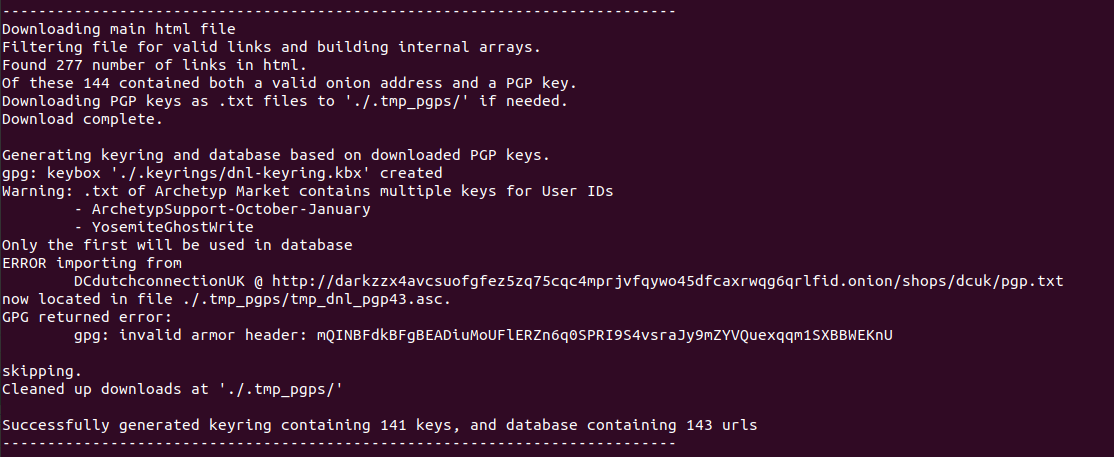 ---------------------------------------------------------------------------
Downloading main html file
Filtering file for valid links and building internal arrays.
Found 277 number of links in html.
Of these 144 contained both a valid onion address and a PGP key.
Downloading PGP keys as .txt files to './.tmp_pgps/' if needed.
Download complete.

Generating keyring and database based on downloaded PGP keys.
gpg: keybox './.keyrings/dnl-keyring.kbx' created
Warning: .txt of Archetyp Market contains multiple keys for User IDs
        - ArchetypSupport-October-January
        - YosemiteGhostWrite
Only the first will be used in database
ERROR importing from
        DCdutchconnectionUK @ http://darkzzx4avcsuofgfez5zq75cqc4mprjvfqywo45dfcaxrwqg6qrlfid.onion/shops/dcuk/pgp.txt
now located in file ./.tmp_pgps/tmp_dnl_pgp43.asc.
GPG returned error:
        gpg: invalid armor header: mQINBFdkBFgBEADiuMoUFlERZn6q0SPRI9S4vsraJy9mZYVQuexqqm1SXBBWEKnU

skipping.
Cleaned up downloads at './.tmp_pgps/'

Successfully generated keyring containing 141 keys, and database containing 143 urls
---------------------------------------------------------------------------